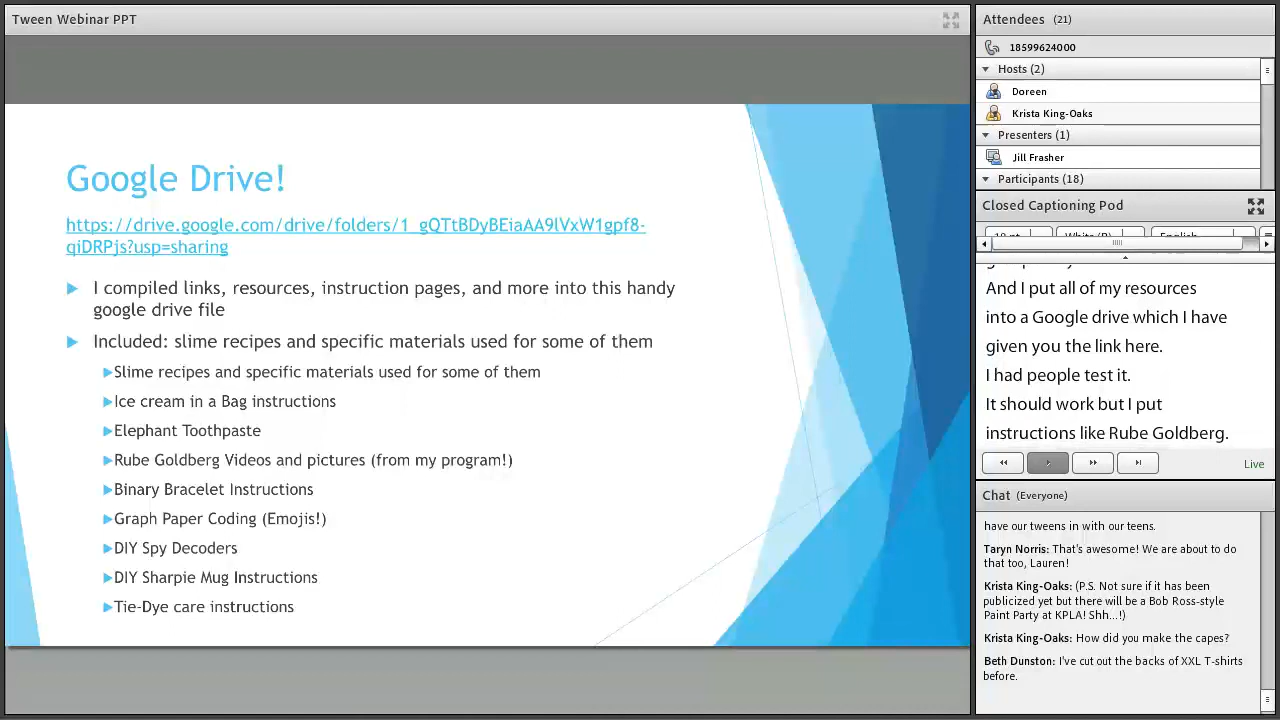 Tween Webinar PPT
Google Drive!
https://drive.google.com/drive/folders/1_gQTtBDyBEiaAA9lVxW1gpf8-
qiDRPjs?usp=sharing
I compiled links, resources, instruction pages, and more into this handy
google drive file
Included: slime recipes and specific materials used for some of them
Slime recipes and specific materials used for some of them
Ice cream in a Bag instructions
Elephant Toothpaste
Rube Goldberg Videos and pictures (from my program!)
Binary Bracelet Instructions
Graph Paper Coding (Emojis!)
DIY Spy Decoders
DIY Sharpie Mug Instructions
Tie-Dye care instructions
Attendees (21)
18599624000
Hosts (2)
Doreen
Krista King-Oaks
Presenters (1)
Jill Frasher
Participants (18)
Closed Captioning Pod
English
And I put all of my resources
into a Google drive which I have
given you the link here.
I had people test it.
It should work but I put
instructions like Rube Goldberg.
Live
Chat (Everyone)
have our tweens in with our teens.
Taryn Norris: That's awesome! We are about to do
that too, Lauren!
Krista King-Oaks: (P.S. Not sure if it has been
publicized yet but there will be a Bob Ross-style
Paint Party at KPLA! Shh...!)
Krista King-Oaks: How did you make the capes?
Beth Dunston: I've cut out the backs of XXL T-shirts
before.